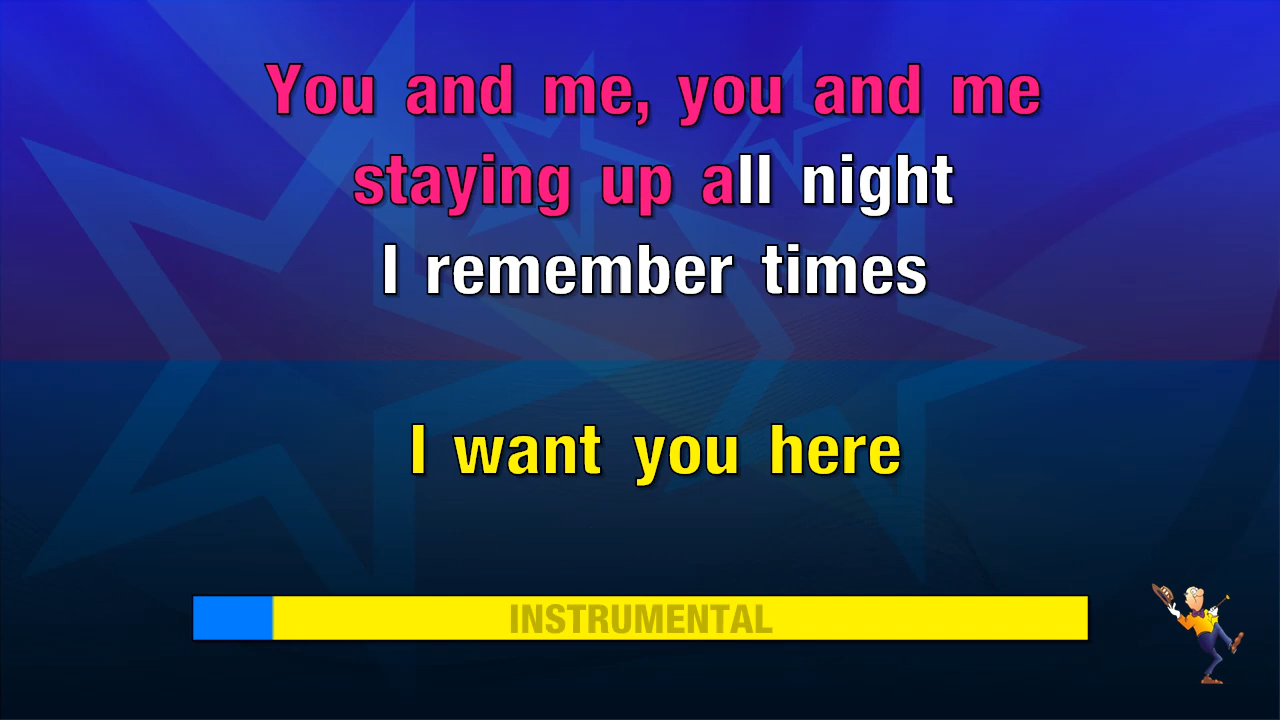 You and me, you and me
staying up all night
I remember times
I want you here
INSTRUMENTAL